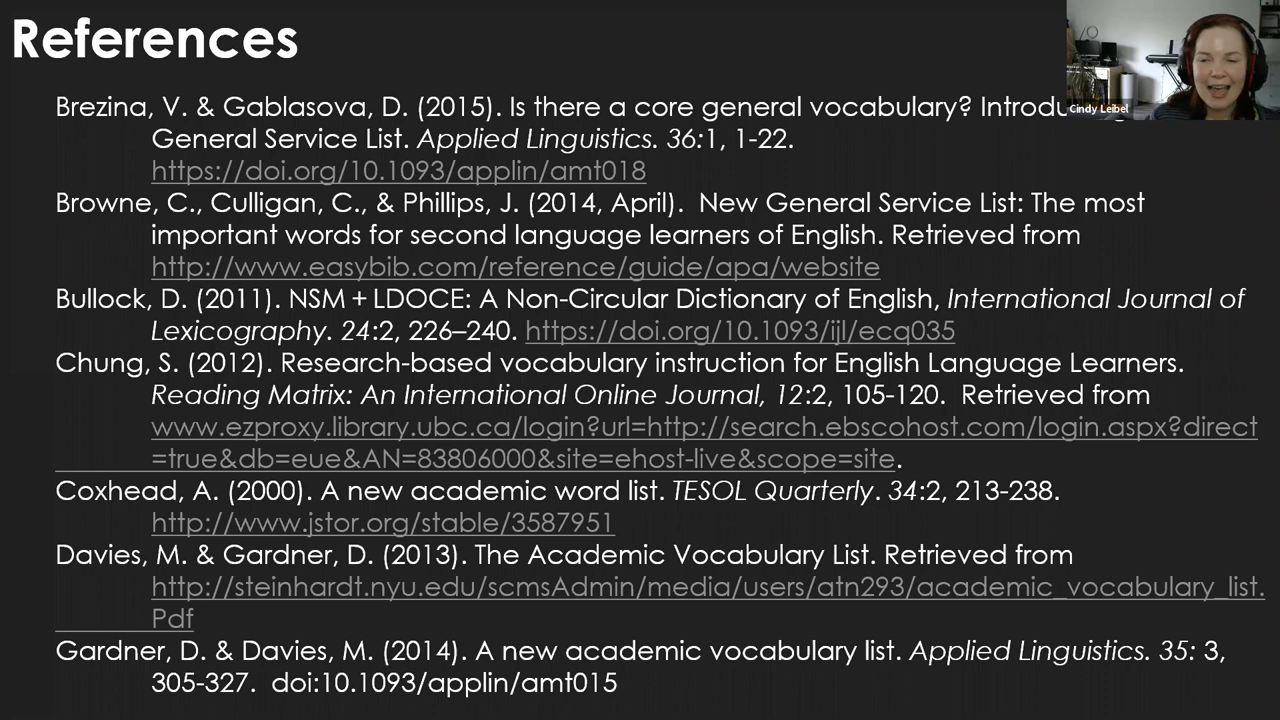 References
Cindy Leibel
Brezina, V. & Gablasova, D. (2015). Is there a core general vocabulary?
General Service List. Applied Linguistics. 36:1, 1-22.
https://doi.org/10.1093/applin/amt018
Browne, C., Culligan, C., & Phillips, J. (2014, April).  New General Service List: The most
important words for second language learners of English. Retrieved from
http://www.easybib.com/reference/guide/apa/website
Bullock, D. (2011). NSM + LDOCE: A Non-Circular Dictionary of English, International Journal of
Lexicography. 24:2, 226–240. https://doi.org/10.1093/ijl/ecq035
Chung, S. (2012). Research-based vocabulary instruction for English Language Learners.
Reading Matrix: An International Online Journal, 12:2, 105-120.  Retrieved from
www.ezproxy.library.ubc.ca/login?url=http://search.ebscohost.com/login.aspx?direct
=true&db=eue&AN=83806000&site=ehost-live&scope=site.
Coxhead, A. (2000). A new academic word list. TESOL Quarterly. 34:2, 213-238.
http://www.jstor.org/stable/3587951
Davies, M. & Gardner, D. (2013). The Academic Vocabulary List. Retrieved from
http://steinhardt.nyu.edu/scmsAdmin/media/users/atn293/academic_vocabulary_list.
Pdf
Gardner, D. & Davies, M. (2014). A new academic vocabulary list. Applied Linguistics. 35: 3,
305-327.  doi:10.1093/applin/amt015